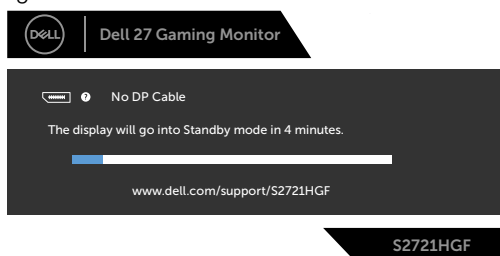 DELL
Dell 27 Gaming Monitor
? No DP Cable
The display will go into Standby mode in 4 minutes.
www.dell.com/support/S2721HGF
S2721HGF